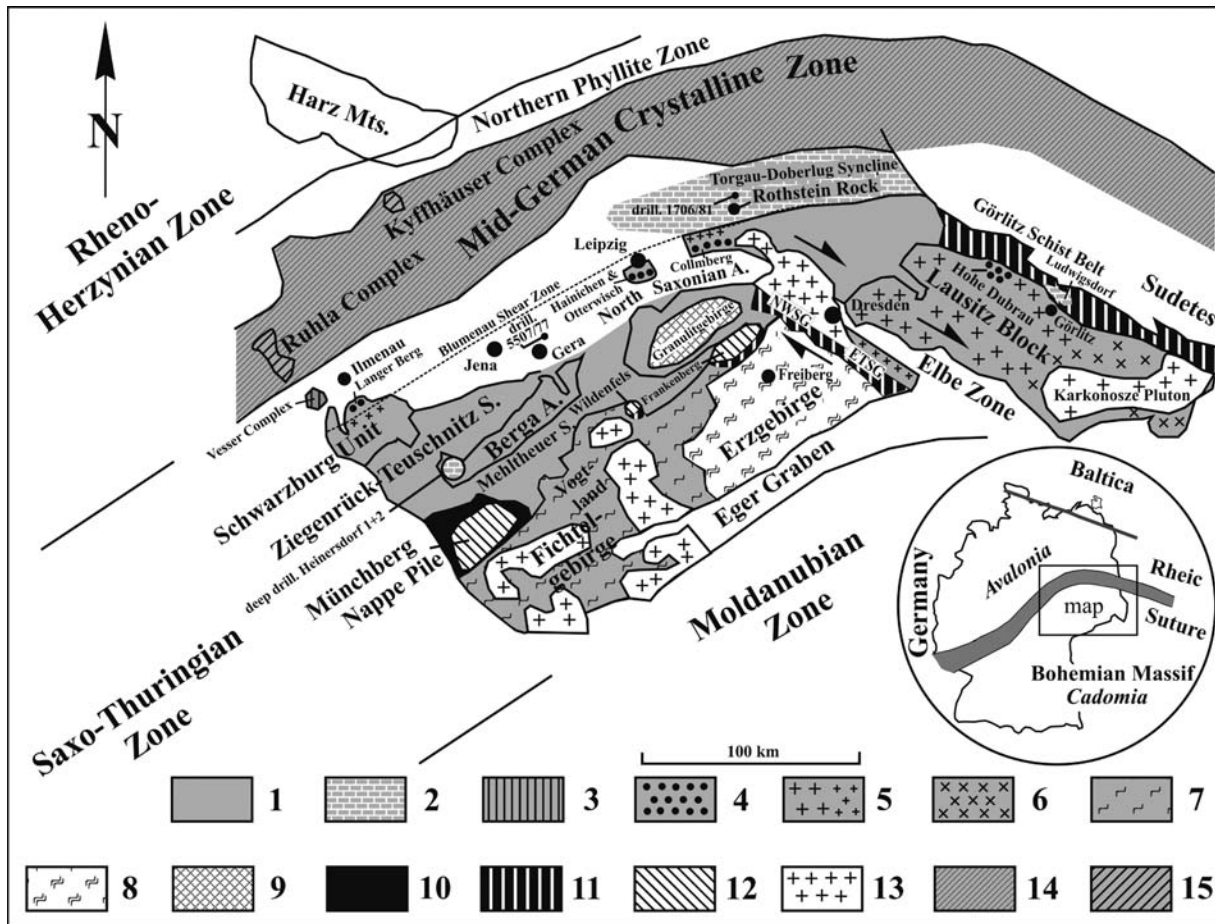 N
Harz Mts.
Northern Phyllite Zone
Rheno-
Herzynian Zone
Mid-German Crystalline Zone
Kyffhäuser Complex
Ruhla Complex
Torgau-Doberlug Syncline
Rothstein Rock
drill. 1706/81
Leipzig
Collmberg
North Saxonian A.
Hainichen &
Otterwisch
Blumenau Shear Zone
drill.
5507/77
Gera
Jena
Ilmenau
Langer Berg
Vesser Complex
Görlitz Schist Belt
Ludwigsdorf
Sudetes
Hohe Dubrau
Lausitz Block
Görlitz
Dresden
Karkonosze Pluton
Elbe Zone
NWSG
ETSG
Granulitgebirge
Frankenberg
Freiberg
Wildenfels
Erzgebirge
Schwarzburg
Unit
Ziegenrück-Teuschnitz S.
Berga A.
Mehltheuer S.
deep drill. Heinersdorf 1+2
Vogt-
land
Fichtel-
gebirge
Eger Graben
Münchberg
Nappe Pile
Moldanubian
Zone
Saxo-Thuringian
Zone
Baltica
Avalonia
Rheic
Suture
map
Germany
Bohemian Massif
Cadomia
100 km
1 2 3 4 5 6 7
8 9 10 11 12 13 14 15